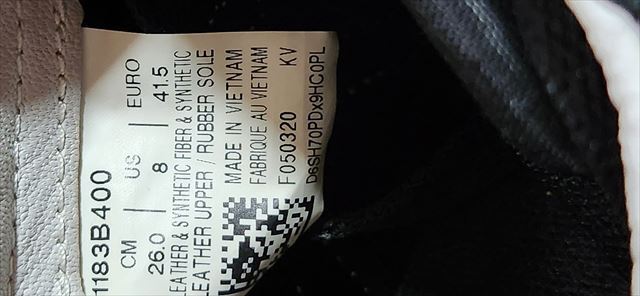 1183B400
CM | US | EURO
26.0 | 8 | 41.5
EATHER & SYNTHETIC FIBER & SYNTHETIC
EATHER UPPER / RUBBER SOLE
MADE IN VIETNAM
FABRIQUE AU VIETNAM
F050320 KV
D6SH70PDx9HC0PL